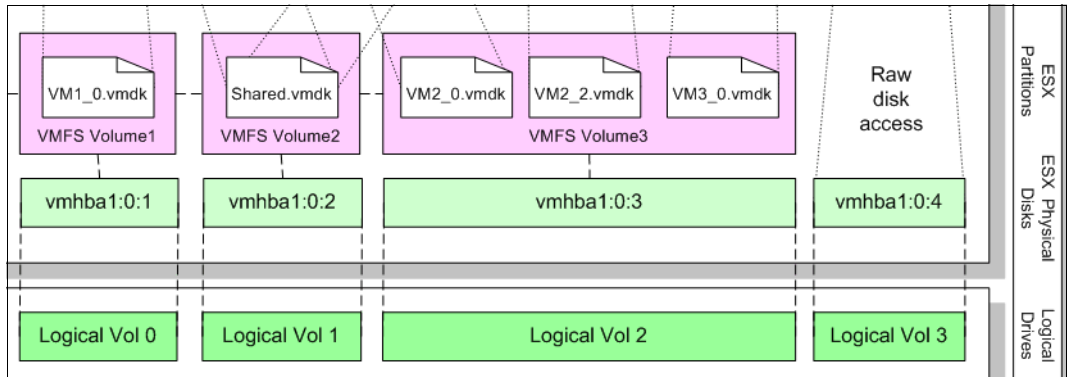 VM1_0.vmdk
Shared.vmdk
VM2_0.vmdk
VM2_2.vmdk
VM3_0.vmdk
VMFS Volume1
VMFS Volume2
VMFS Volume3
Raw
disk
access
ESX
Partitions
vmhba1:0:1
vmhba1:0:2
vmhba1:0:3
vmhba1:0:4
ESX Physical
Disks
Logical Vol 0
Logical Vol 1
Logical Vol 2
Logical Vol 3
Logical
Drives